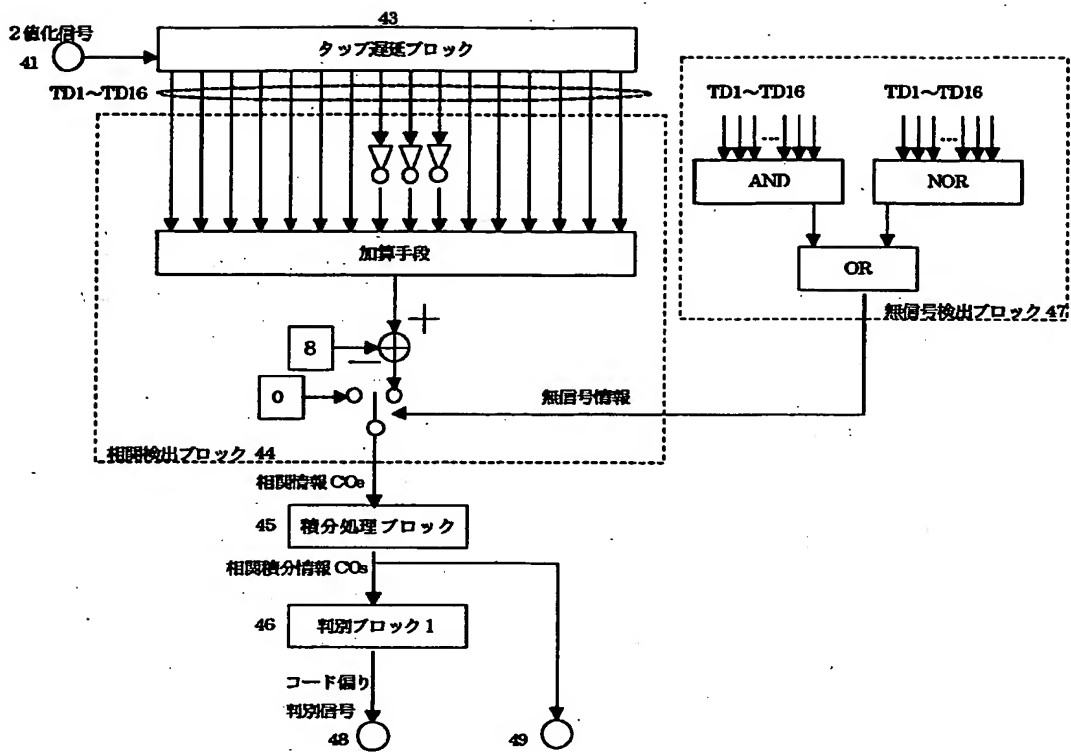 43
2値化信号
41
タップ遅延ブロック
TD1～TD16
TD1～TD16
TD1～TD16
AND
NOR
加算手段
OR
無信号検出ブロック 47
＋
8
－
0
無信号情報
相関検出ブロック 44
相関情報 COe
45
積分処理ブロック
相関積分情報 COs
46
判別ブロック 1
コード偏り
判別信号
48
49